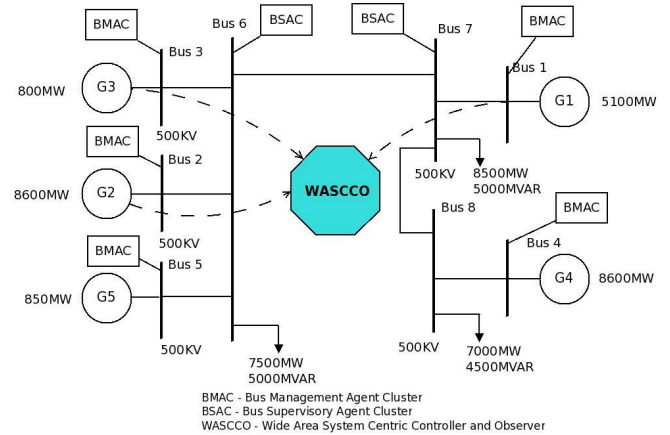 BMAC
Bus 6
BSAC
BSAC
Bus 7
BMAC
Bus 3
Bus 1
G3
G1
800MW
5100MW
500KV
BMAC
Bus 2
8600MW
G2
WASCCO
500KV
8500MW
5000MVAR
Bus 8
BMAC
500KV
BMAC
Bus 5
Bus 4
850MW
G5
G4
8600MW
500KV
500KV
7500MW
5000MVAR
7000MW
4500MVAR
BMAC - Bus Management Agent Cluster
BSAC - Bus Supervisory Agent Cluster
WASCCO - Wide Area System Centric Controller and Observer